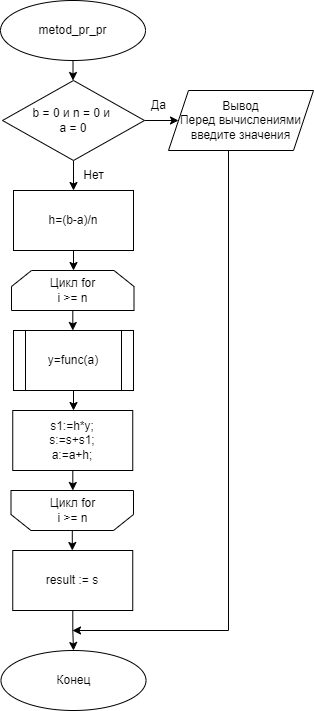 metod_pr_pr
b = 0 и n = 0 и
a = 0
Да
Вывод
Перед вычислениями
введите значения
Нет
h=(b-a)/n
Цикл for
i >= n
y=func(a)
s1:=h*y;
s:=s+s1;
a:=a+h;
Цикл for
i >= n
result := s
Конец